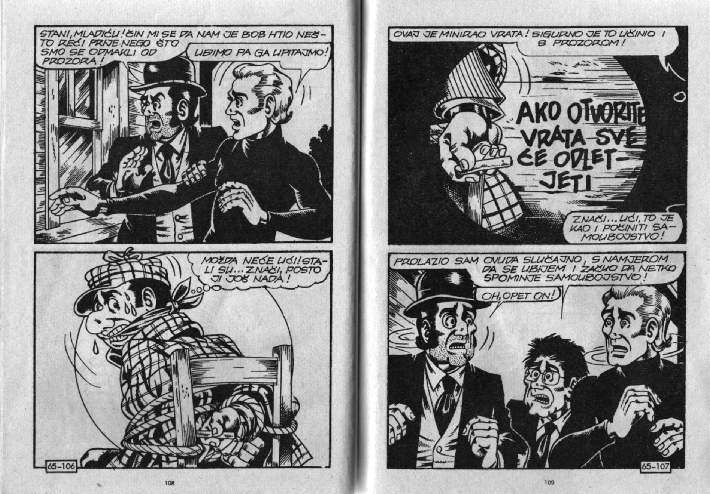 STANI, MLADIĆU! ČIN MI SE DA NAM JE BOB HTIO NEŠ-
TO REĆI PRIJE NEGO ŠTO
SMO SE ODMAKLI OD
PROZORA!
UĐIMO PA GA UPITAJMO!
MOŽDA NEĆE UĆI! STA-
LI SU... ZNAČI, POSTO
JI JOŠ NADA!
65-106
108
OVAJ JE MINIRAO VRATA! SIGURNO JE TO UČINIO I
S PROZOROM!
AKO OTVORITE
VRATA SVE
ĆE ODLET-
JETI
ZNAČI... UĆI, TO JE
KAO I POČINITI SA-
MOUBOJSTVO!
PROLAZIO SAM OVUDA SLUČAJNO, S NAMJEROM
DA SE UBIJEM I ZAČUO DA NETKO
SPOMINJE SAMOUBOJSTVO!
OH, OPET ON!
65-107
109